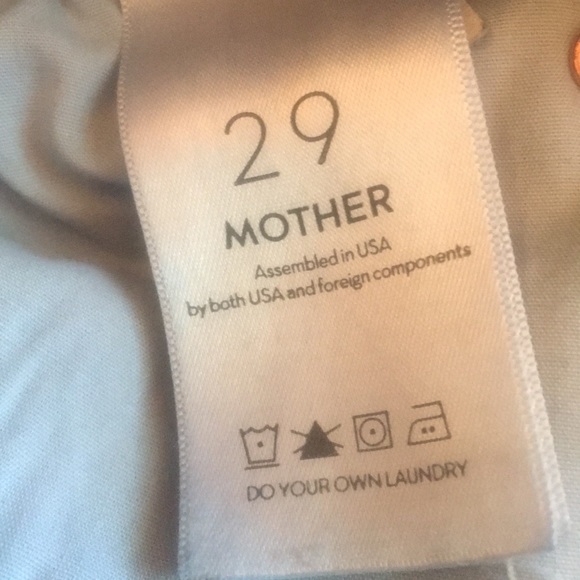 29
MOTHER
Assembled in USA
by both USA and foreign components
DO YOUR OWN LAUNDRY